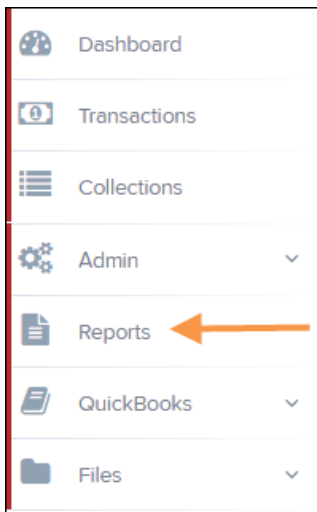 Dashboard
Transactions
Collections
Admin
Reports
QuickBooks
Files